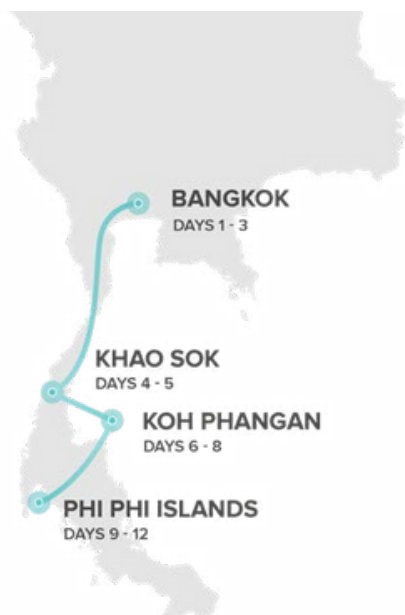 BANGKOK
DAYS 1 - 3
KHAO SOK
DAYS 4 - 5
KOH PHANGAN
DAYS 6 - 8
PHI PHI ISLANDS
DAYS 9 - 12